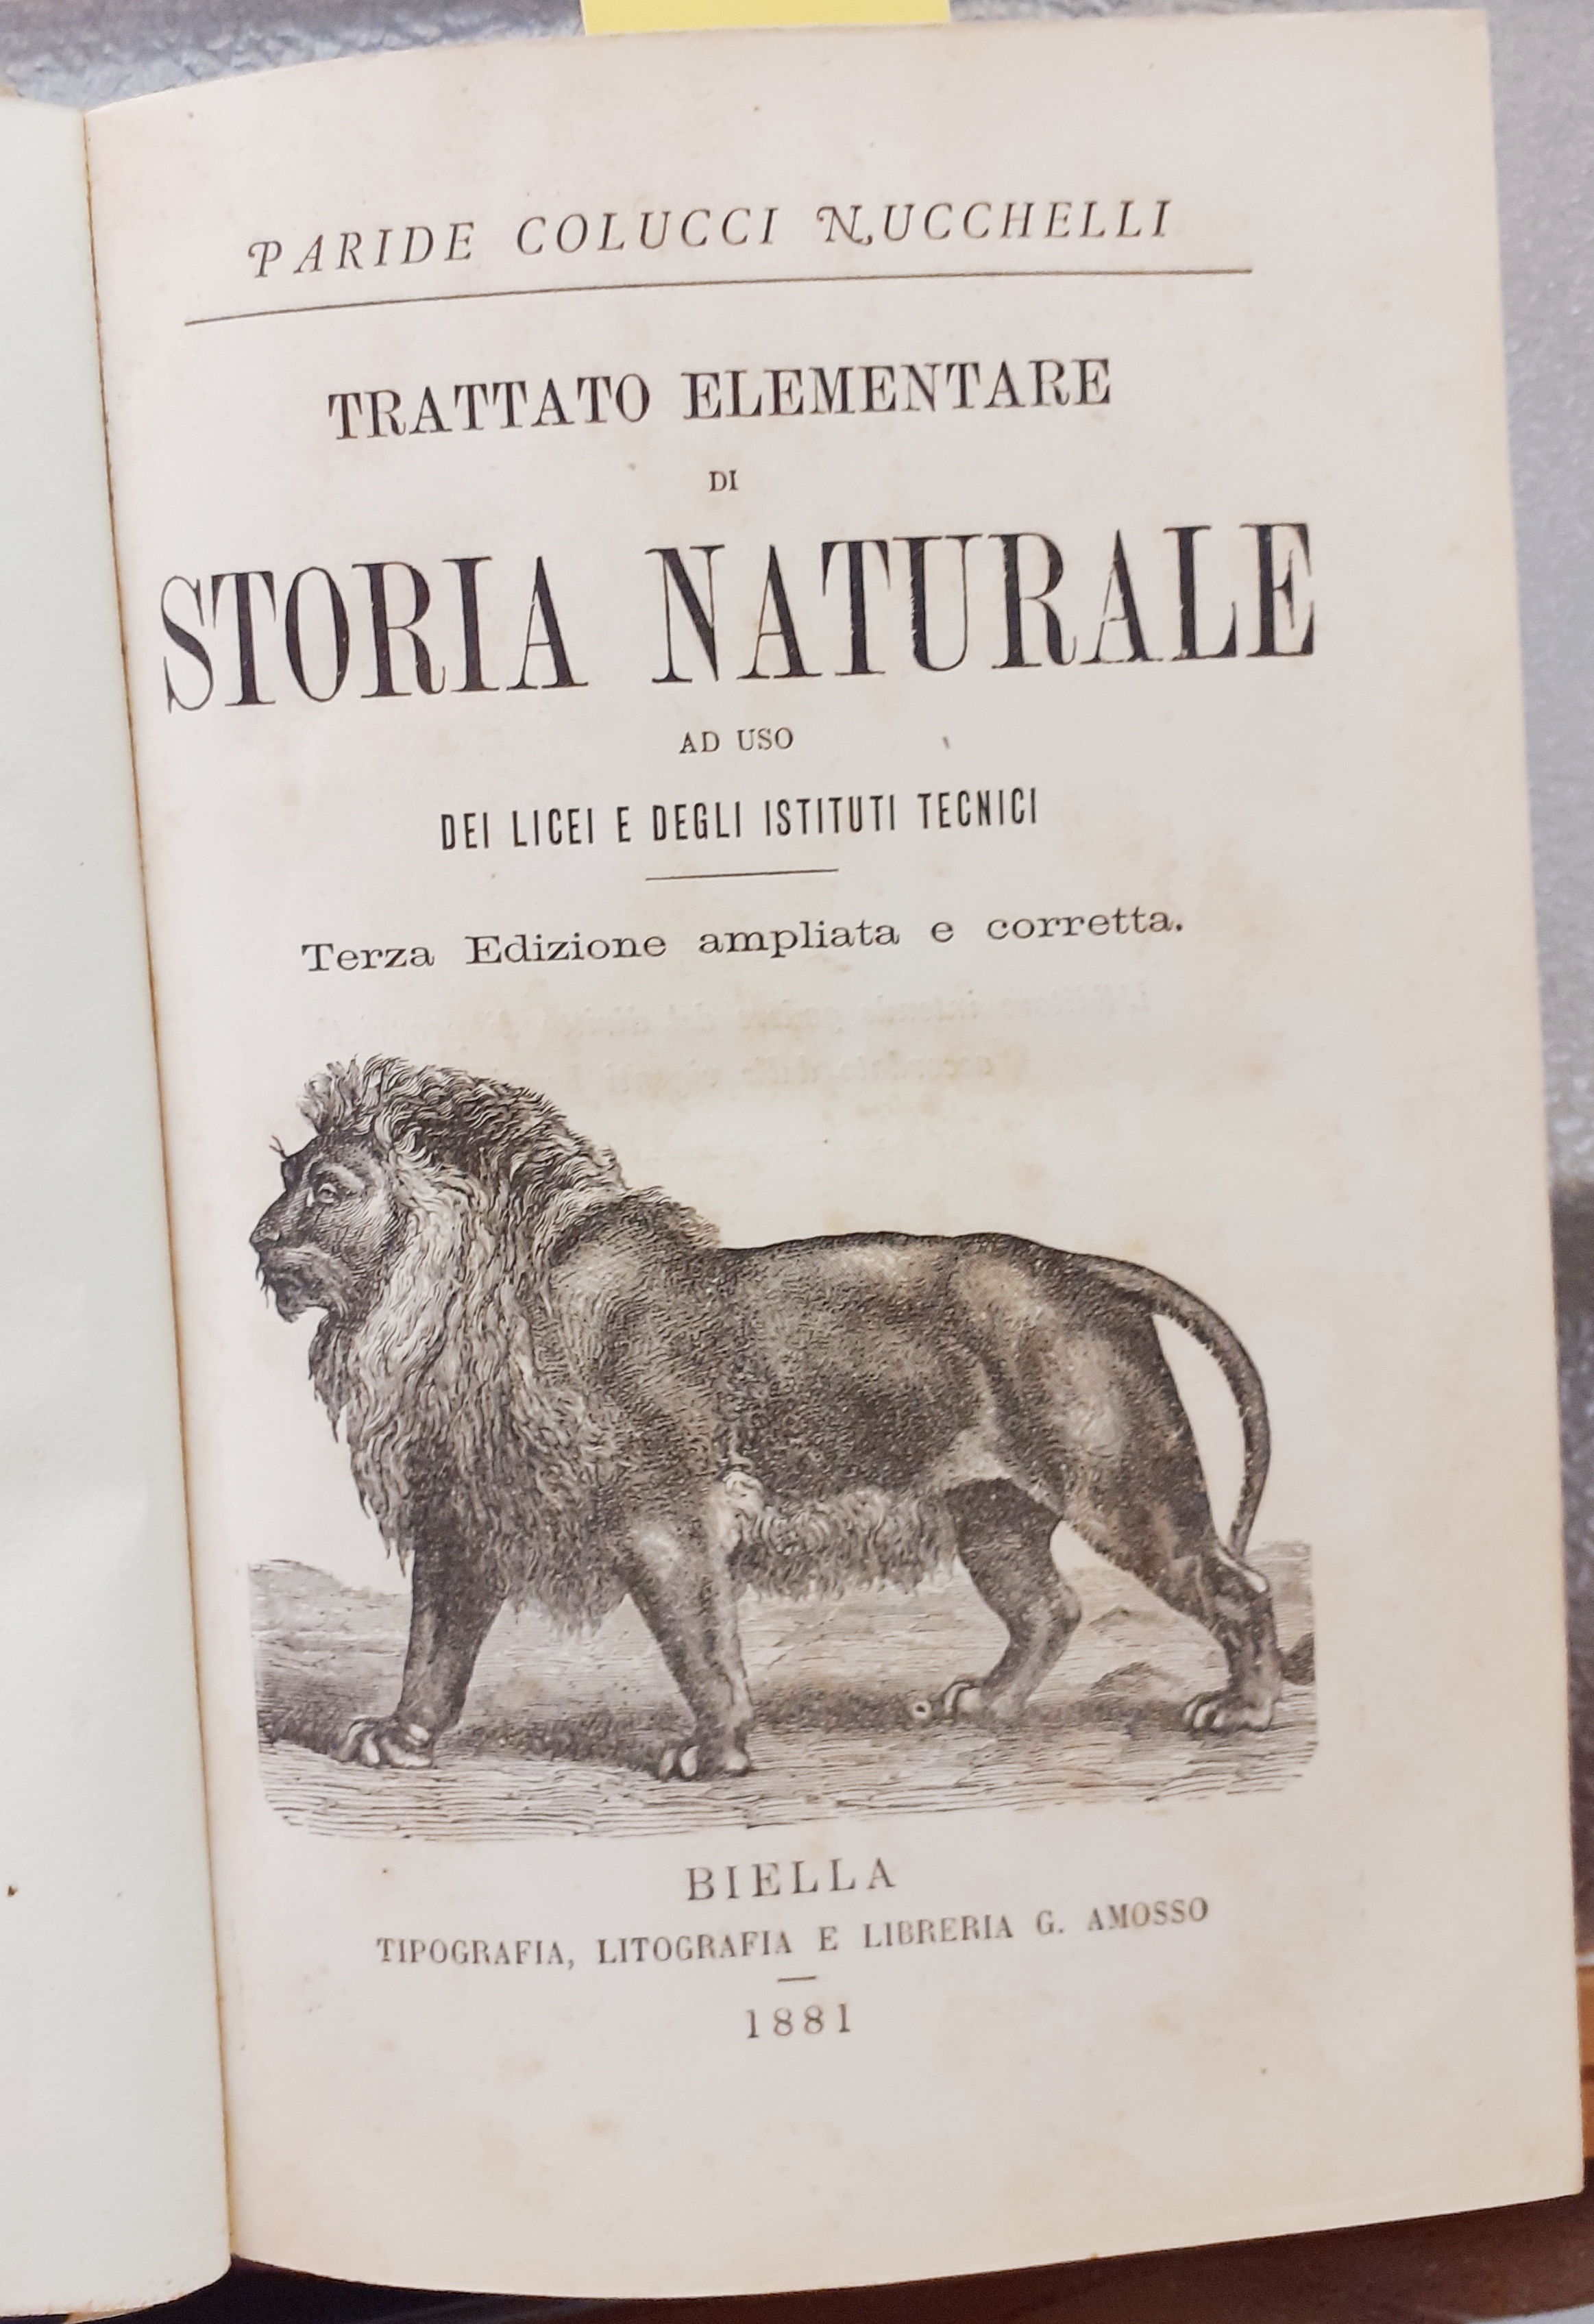 PARIDE COLUCCI NUCCHELLI
TRATTATO ELEMENTARE
DI
STORIA NATURALE
AD USO
DEI LICEI E DEGLI ISTITUTI TECNICI
Terza Edizione ampliata e corretta.
BIELLA
TIPOGRAFIA, LITOGRAFIA E LIBRERIA G. AMOSSO
1881